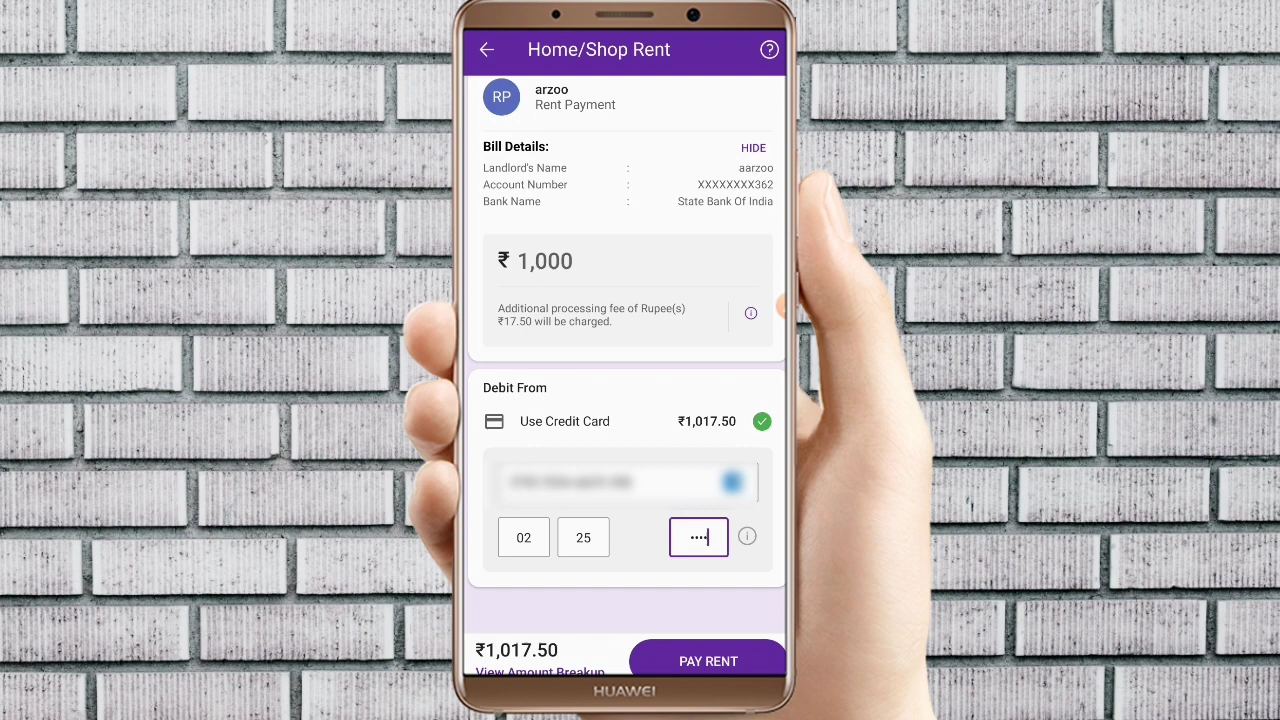 Home/Shop Rent
RP
arzoo
Rent Payment
Bill Details:
HIDE
Landlord's Name : aarzoo
Account Number : XXXXXXXX362
Bank Name : State Bank Of India
₹ 1,000
Additional processing fee of Rupee(s)
₹17.50 will be charged.
Debit From
Use Credit Card ₹1,017.50
02 25 ••••
₹1,017.50
View Amount Breakup
PAY RENT
HUAWEI